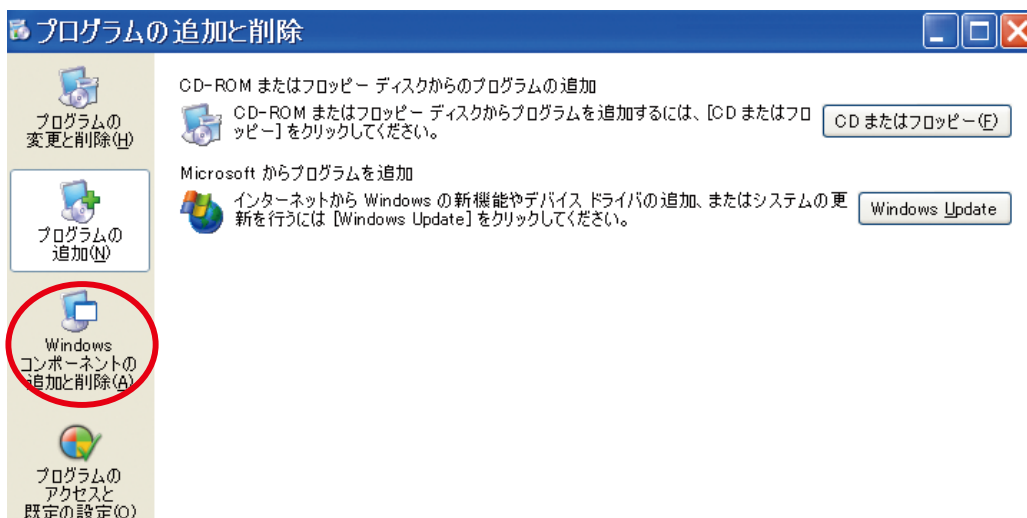 プログラムの追加と削除
プログラムの
変更と削除(H)
プログラムの
追加(N)
Windows
コンポーネントの
追加と削除(A)
プログラムの
アクセスと
既定の設定(O)
CD-ROM またはフロッピー ディスクからのプログラムの追加
CD-ROM またはフロッピー ディスクからプログラムを追加するには、[CD またはフロ
ッピー] をクリックしてください。
CD またはフロッピー(F)
Microsoft からプログラムを追加
インターネットから Windows の新機能やデバイス ドライバの追加、またはシステムの更
新を行うには [Windows Update] をクリックしてください。
Windows Update